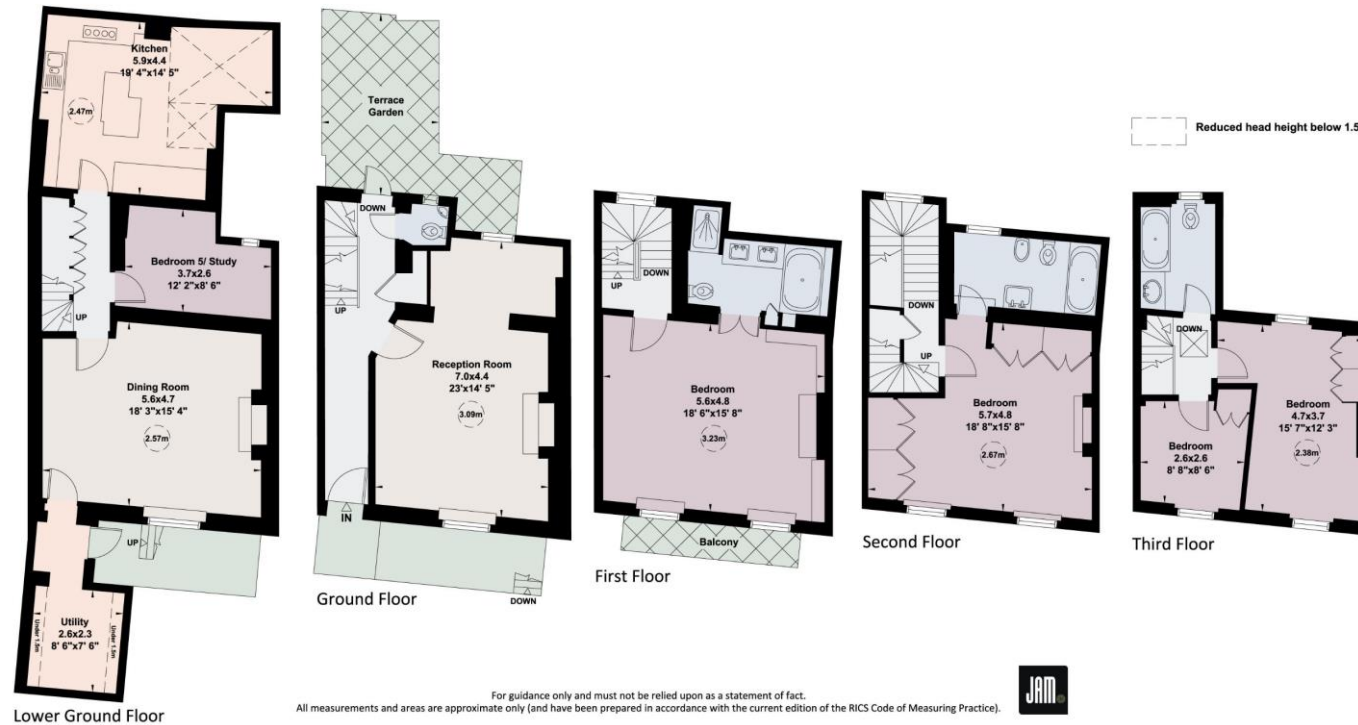 Kitchen
5.9x4.4
19' 4"x14' 5"
2.47m
Bedroom 5/ Study
3.7x2.6
12' 2"x8' 6"
UP
Dining Room
5.6x4.7
18' 3"x15' 4"
2.57m
UP
Utility
2.6x2.3
8' 6"x7' 6"
Under 1.5m
Under 1.5m
Lower Ground Floor
Terrace
Garden
DOWN
UP
Reception Room
7.0x4.4
23'x14' 5"
3.09m
IN
DOWN
Ground Floor
DOWN
UP
Bedroom
5.6x4.8
18' 6"x15' 8"
3.23m
Balcony
First Floor
DOWN
UP
Bedroom
5.7x4.8
18' 8"x15' 8"
2.67m
Second Floor
Reduced head height below 1.5
DOWN
Bedroom
4.7x3.7
15' 7"x12' 3"
2.38m
Bedroom
2.6x2.6
8' 8"x8' 6"
Third Floor
For guidance only and must not be relied upon as a statement of fact.
All measurements and areas are approximate only (and have been prepared in accordance with the current edition of the RICS Code of Measuring Practice).
JAM